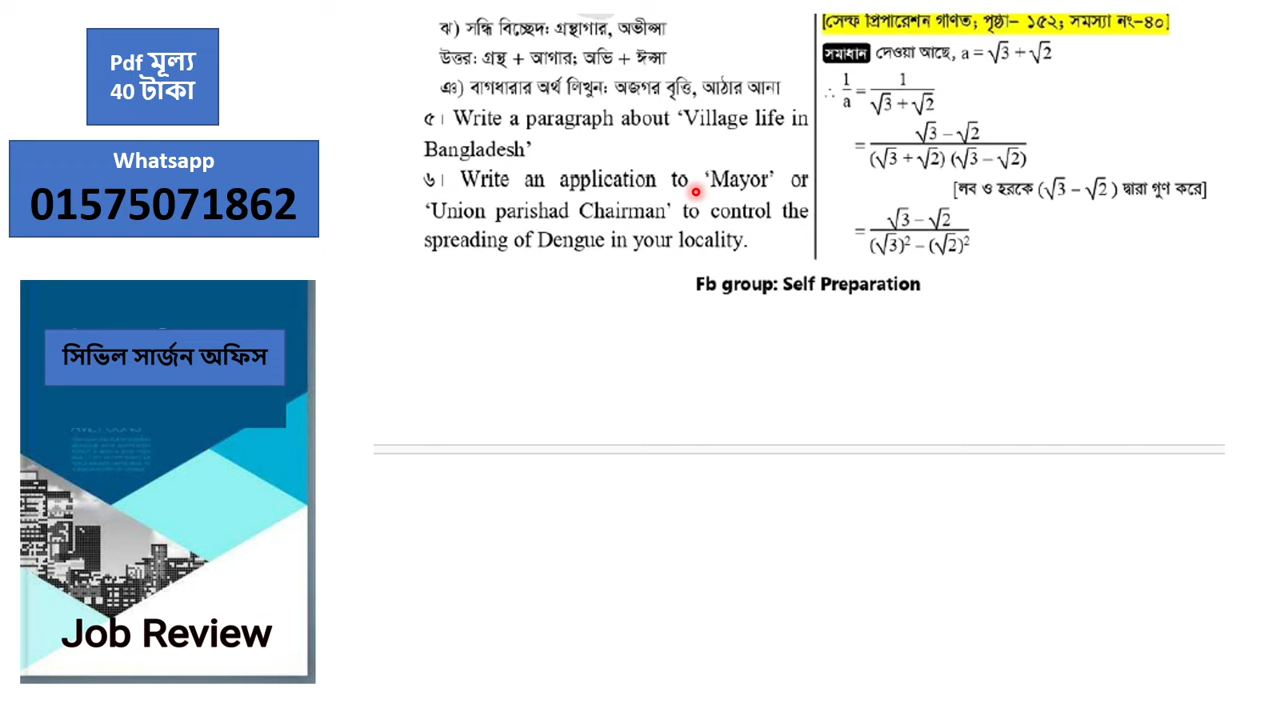 Pdf মূল্য
40 টাকা
Whatsapp
01575071862
সিভিল সার্জন অফিস
Job Review
ঝ) সন্ধি বিচ্ছেদ: গ্রন্থাগার, অভীপ্সা
উত্তর: গ্রন্থ + আগার; অভি + ঈপ্সা
ঞ) বাগধারার অর্থ লিখুন: অজগর বৃত্তি, আঠার আনা
৫। Write a paragraph about ‘Village life in
Bangladesh’
৬। Write an application to ‘Mayor’ or
‘Union parishad Chairman’ to control the
spreading of Dengue in your locality.
[সেল্ফ প্রিপারেশন গণিত; পৃষ্ঠা- ১৫২; সমস্যা নং-৪০]
সমাধান দেওয়া আছে, a = √3 + √2
∴ 1/a = 1/(√3 + √2)
= (√3 – √2)/((√3 + √2) (√3 – √2))
[লব ও হরকে (√3 – √2 ) দ্বারা গুণ করে]
= (√3 – √2)/((√3)² – (√2)²)
Fb group: Self Preparation